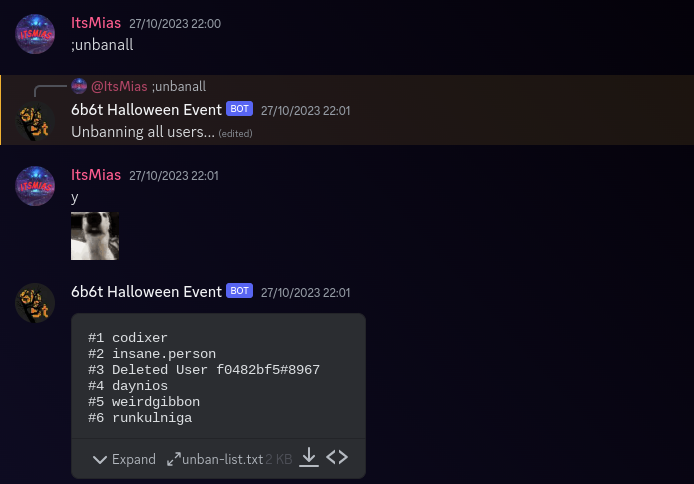 ItsMias 27/10/2023 22:00
;unbanall
@ItsMias ;unbanall
6b6t Halloween Event BOT 27/10/2023 22:01
Unbanning all users... (edited)
ItsMias 27/10/2023 22:01
y
6b6t Halloween Event BOT 27/10/2023 22:01
#1 codixer
#2 insane.person
#3 Deleted User f0482bf5#8967
#4 daynios
#5 weirdgibbon
#6 runkulniga
Expand unban-list.txt 2 KB